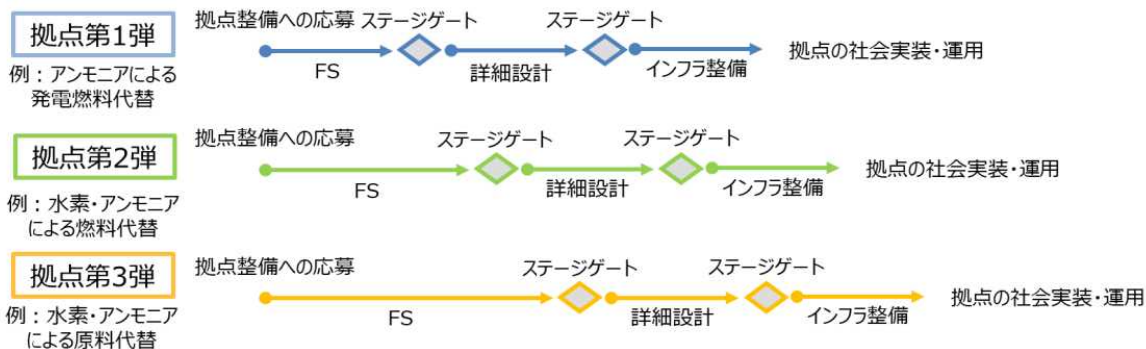 拠点第1弾
例：アンモニアによる
発電燃料代替
拠点整備への応募
ステージゲート
ステージゲート
FS
詳細設計
インフラ整備
拠点の社会実装・運用
拠点第2弾
例：水素・アンモニア
による燃料代替
拠点整備への応募
ステージゲート
ステージゲート
FS
詳細設計
インフラ整備
拠点の社会実装・運用
拠点第3弾
例：水素・アンモニア
による原料代替
拠点整備への応募
ステージゲート
ステージゲート
FS
詳細設計
インフラ整備
拠点の社会実装・運用